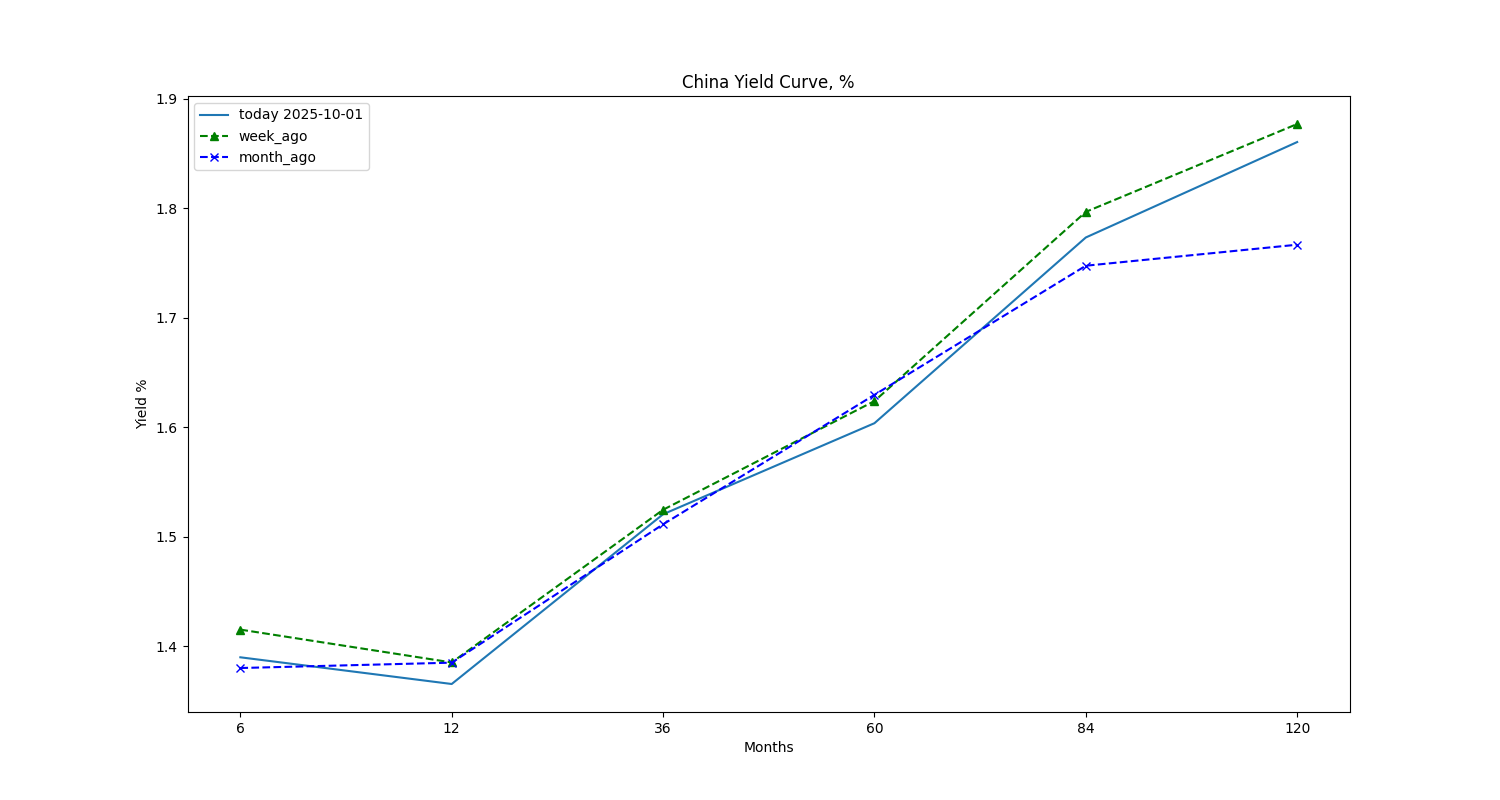 China Yield Curve, %
today 2025-10-01
week_ago
month_ago
1.9
1.8
1.7
1.6
1.5
1.4
Yield %
6 12 36 60 84 120
Months